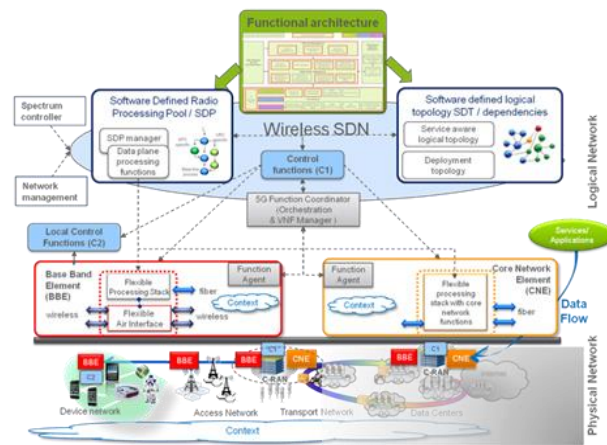 Functional architecture
Software Defined Radio
Processing Pool / SDP
SDP manager
Data plane
processing
functions
Software defined logical
topology SDT / dependencies
Service aware
logical topology
Deployment
topology
Wireless SDN
Spectrum
controller
Network
management
Control
functions (C1)
5G Function Coordinator
(Orchestration
& VNF Manager)
Local Control
Functions (C2)
Logical Network
Services/
Applications
Base Band
Element
(BBE)
Flexible
Processing Stack
Flexible
Air Interface
fiber
wireless
wireless
Context
Function
Agent
Function
Agent
Context
Flexible
processing
stack with core
network
functions
Core Network
Element
(CNE)
fiber
Data
Flow
BBE
C2
BBE
BBE
C1
CNE
C-RAN
BBE
C1
CNE
C-RAN
Internet
Device network
Access Network
Transport Network
Data Centers
Context
Physical Network